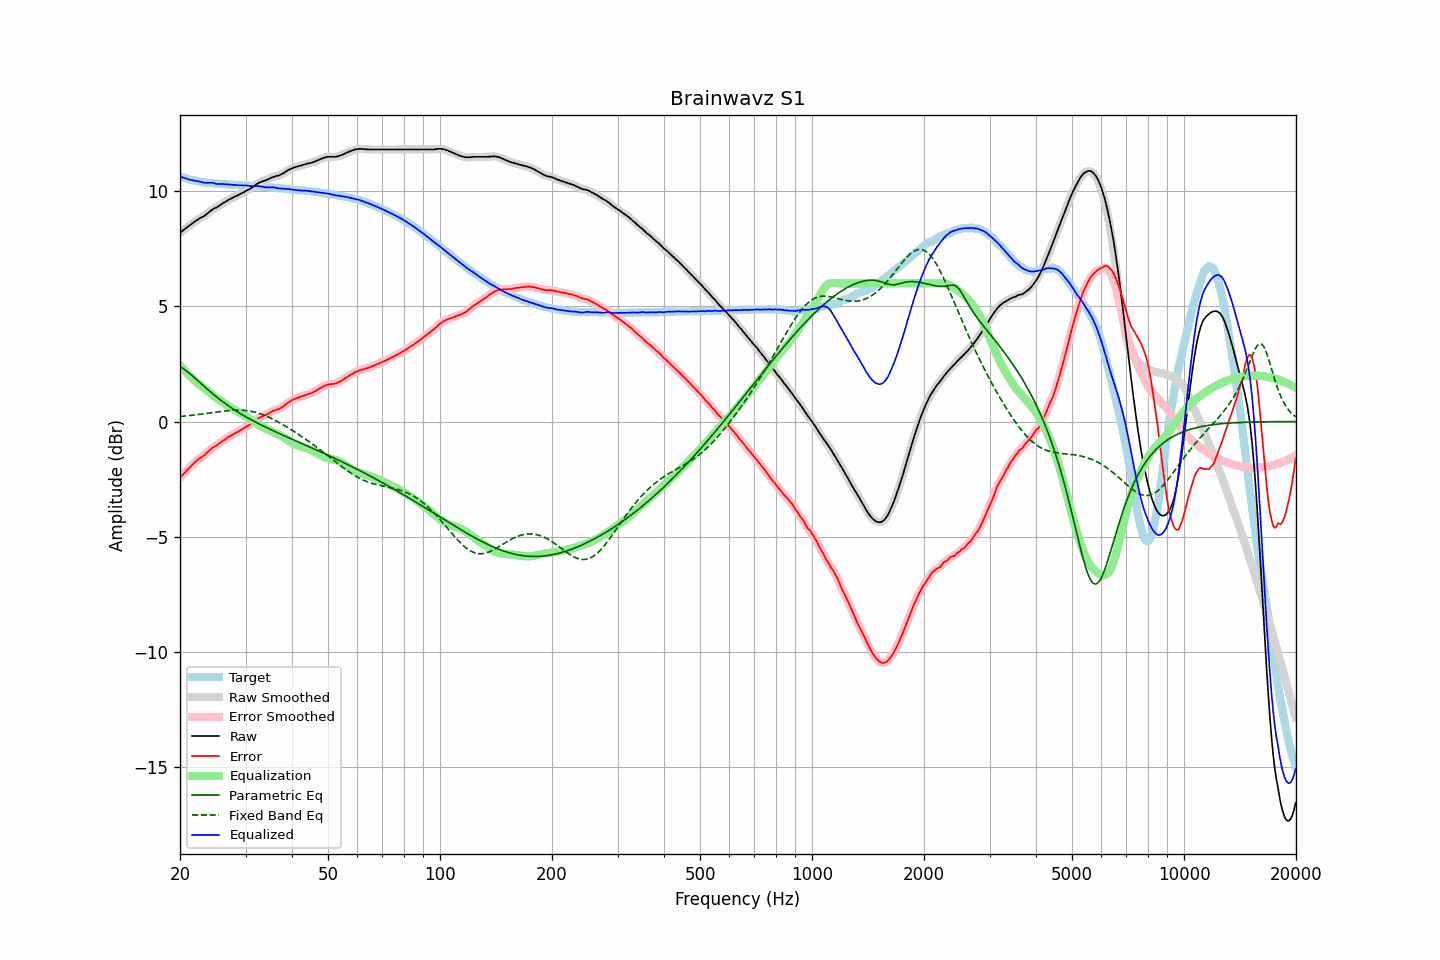 Brainwavz S1
Amplitude (dBr)
10
5
0
−5
−10
−15
Target
Raw Smoothed
Error Smoothed
Raw
Error
Equalization
Parametric Eq
Fixed Band Eq
Equalized
20 50 100 200 500 1000 2000 5000 10000 20000
Frequency (Hz)